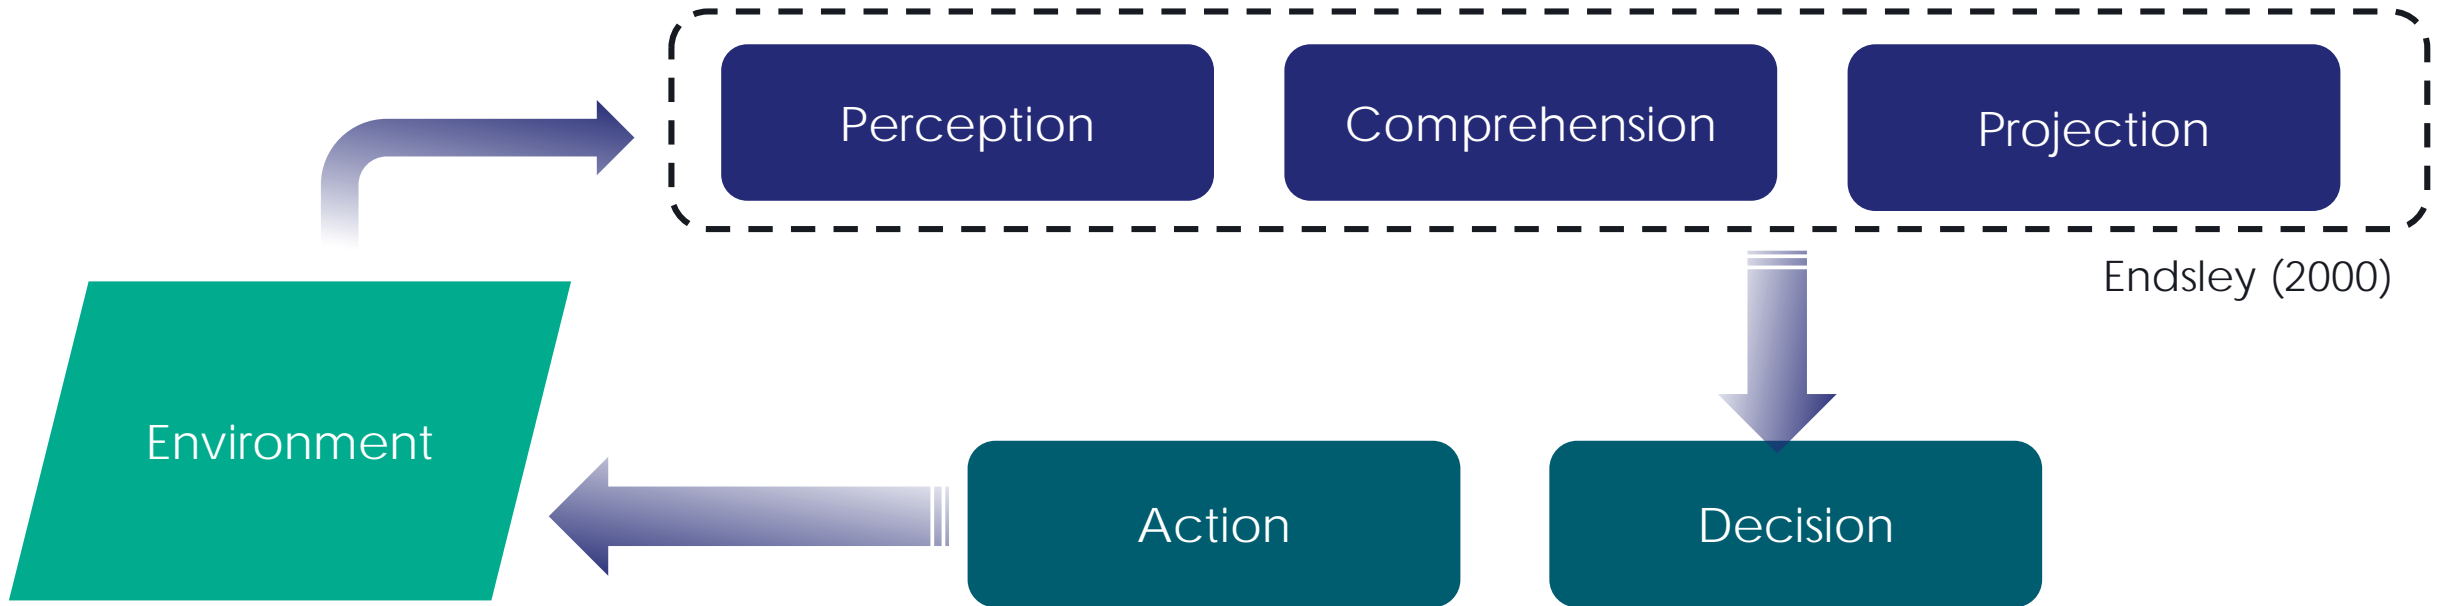 Perception
Comprehension
Projection
Endsley (2000)
Environment
Action
Decision